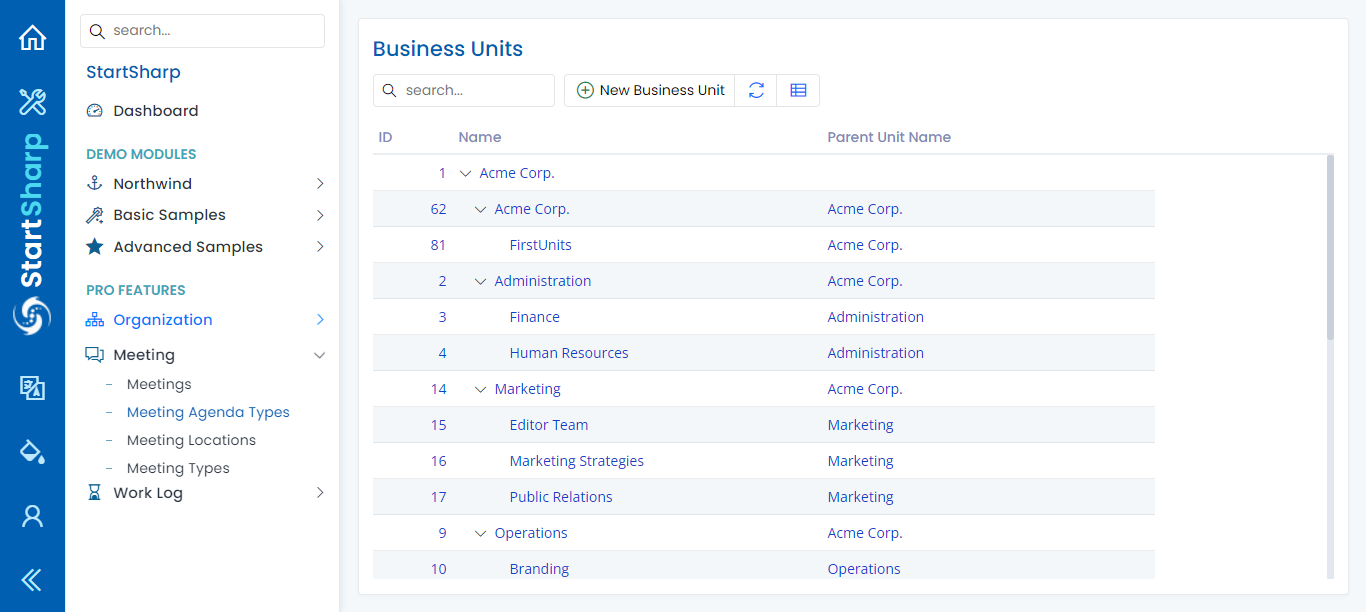 StartSharp
search...
StartSharp
Dashboard
DEMO MODULES
Northwind
Basic Samples
Advanced Samples
PRO FEATURES
Organization
Meeting
Meetings
Meeting Agenda Types
Meeting Locations
Meeting Types
Work Log
Business Units
search... New Business Unit
ID Name Parent Unit Name
1 Acme Corp.
62 Acme Corp. Acme Corp.
81 FirstUnits Acme Corp.
2 Administration Acme Corp.
3 Finance Administration
4 Human Resources Administration
14 Marketing Acme Corp.
15 Editor Team Marketing
16 Marketing Strategies Marketing
17 Public Relations Marketing
9 Operations Acme Corp.
10 Branding Operations